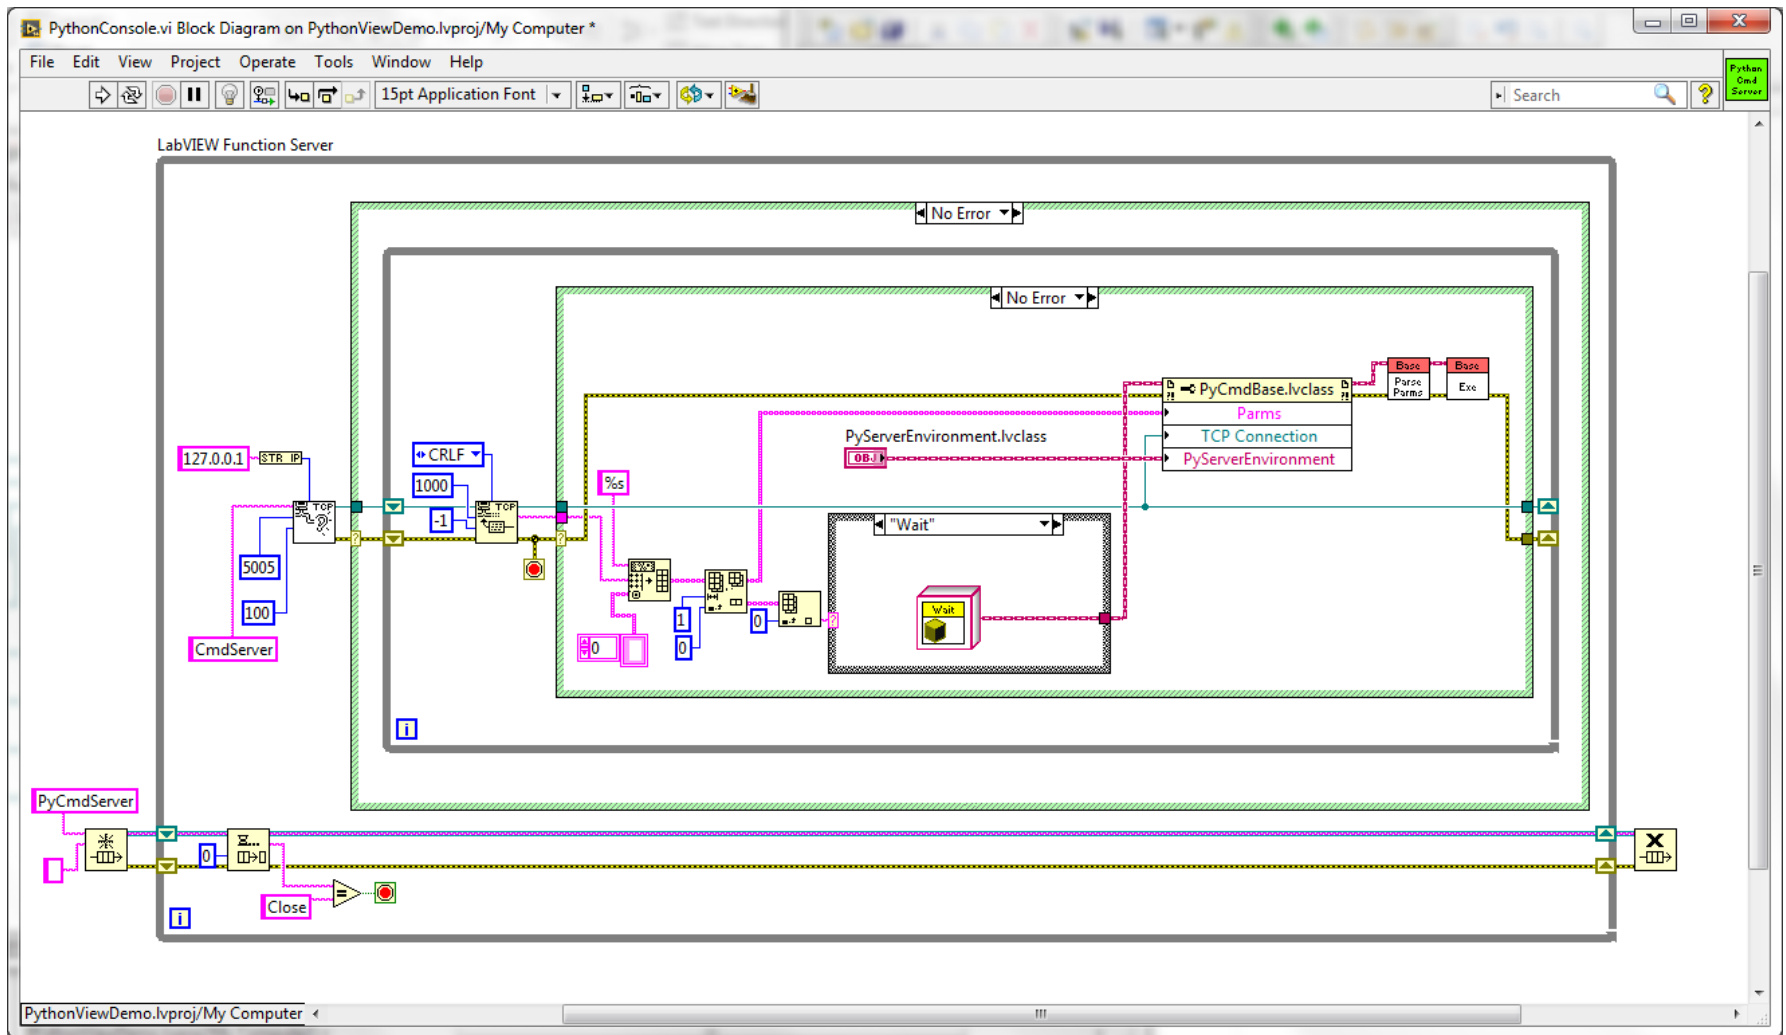 PythonConsole.vi Block Diagram on PythonViewDemo.lvproj/My Computer *
File Edit View Project Operate Tools Window Help
15pt Application Font
Search
Python
Cmd
Server
LabVIEW Function Server
No Error
No Error
Base
Parse
Parms
Base
Exe
PyCmdBase.lvclass
Parms
TCP Connection
PyServerEnvironment
PyServerEnvironment.lvclass
OBJ
127.0.0.1
STR IP
CRLF
1000
-1
TCP
TCP
%s
"Wait"
5005
100
CmdServer
Wait
0
1
0
0
i
PyCmdServer
0
Close
i
PythonViewDemo.lvproj/My Computer